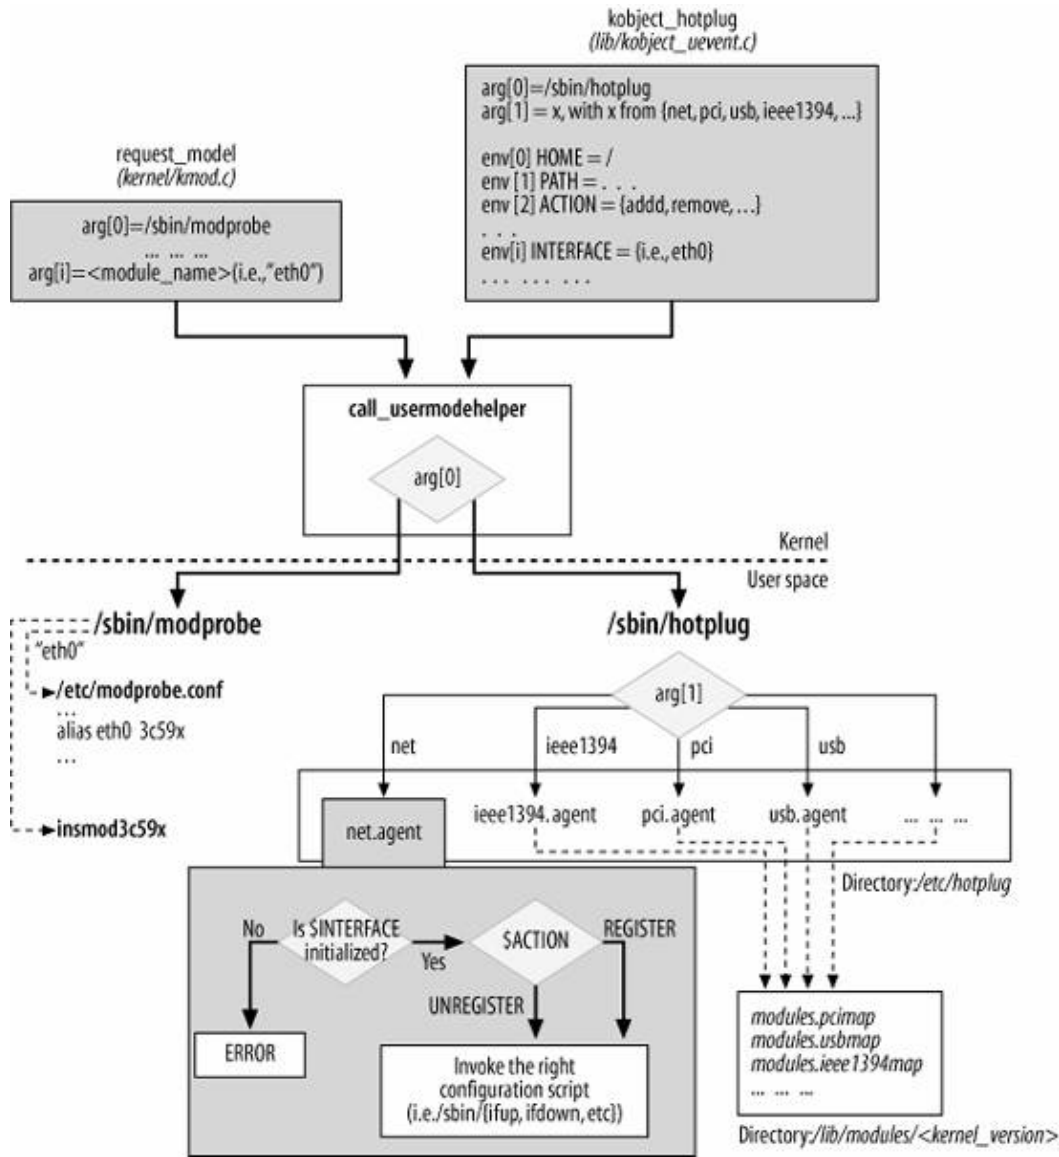 kobject_hotplug
(lib/kobject_uevent.c)
arg[0]=/sbin/hotplug
arg[1] = x, with x from {net, pci, usb, ieee1394, ...}
env[0] HOME = /
env [1] PATH = . . .
env [2] ACTION = {addd, remove, ...}
. . .
env[i] INTERFACE = {i.e., eth0}
. . . . . . . . .
request_model
(kernel/kmod.c)
arg[0]=/sbin/modprobe
... ... ...
arg[i]=<module_name>(i.e.,"eth0")
call_usermodehelper
arg[0]
Kernel
User space
/sbin/modprobe
/sbin/hotplug
"eth0"
/etc/modprobe.conf
...
alias eth0 3c59x
...
insmod3c59x
arg[1]
net
ieee1394
pci
usb
net.agent
ieee1394.agent
pci.agent
usb.agent
... ... ...
Directory:/etc/hotplug
No
Is $INTERFACE
initialized?
Yes
$ACTION
REGISTER
UNREGISTER
ERROR
Invoke the right
configuration script
(i.e./sbin/{ifup, ifdown, etc})
modules.pcimap
modules.usbmap
modules.ieee1394map
... ... ...
Directory:/lib/modules/<kernel_version>